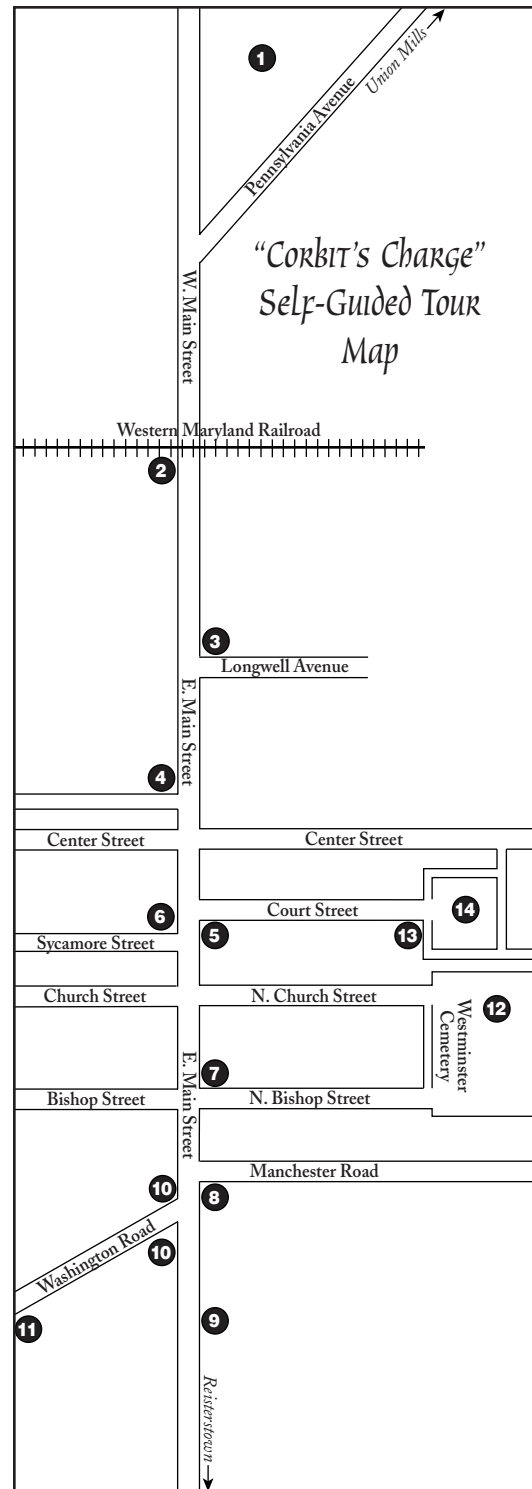 1
Union Mills
Pennsylvania Avenue
"Corbit's Charge"
Self-Guided Tour
Map
W. Main Street
Western Maryland Railroad
2
3
Longwell Avenue
E. Main Street
4
Center Street
Center Street
6
Court Street
14
5
13
Sycamore Street
Church Street
N. Church Street
12
Westminster
Cemetery
E. Main Street
7
Bishop Street
N. Bishop Street
Manchester Road
10
8
Washington Road
10
9
11
Reisterstown